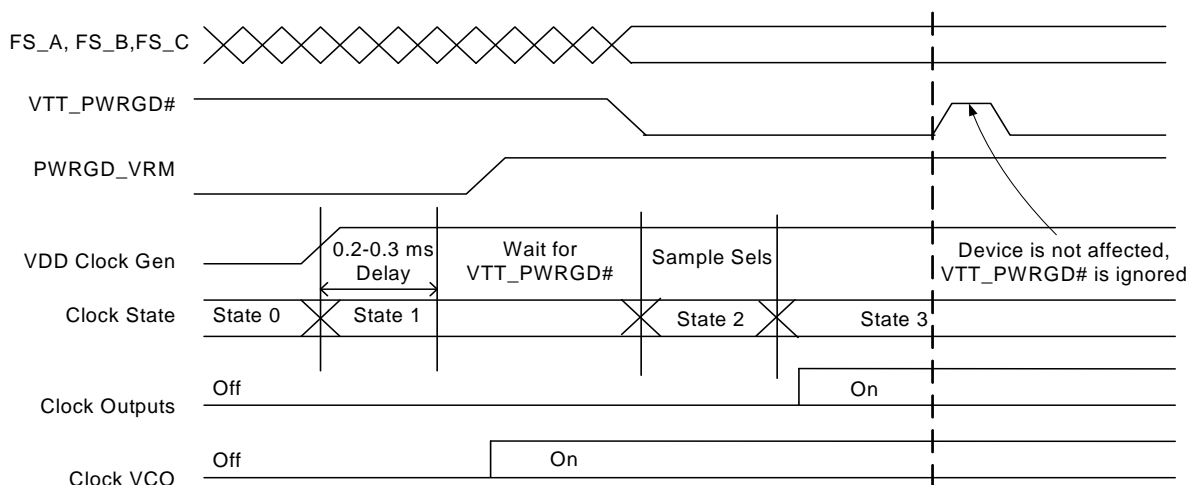 FS_A, FS_B,FS_C
VTT_PWRGD#
PWRGD_VRM
VDD Clock Gen
0.2-0.3 ms
Delay
Wait for
VTT_PWRGD#
Sample Sels
Device is not affected,
VTT_PWRGD# is ignored
Clock State
State 0
State 1
State 2
State 3
Clock Outputs
Off
On
Clock VCO
Off
On